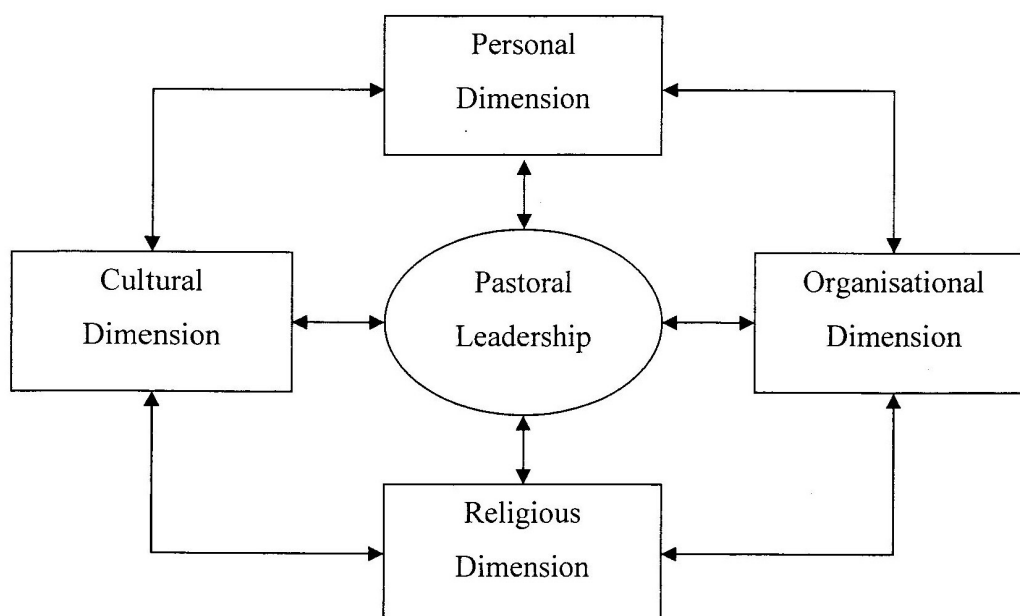 Personal
Dimension
Cultural
Dimension
Pastoral
Leadership
Organisational
Dimension
Religious
Dimension